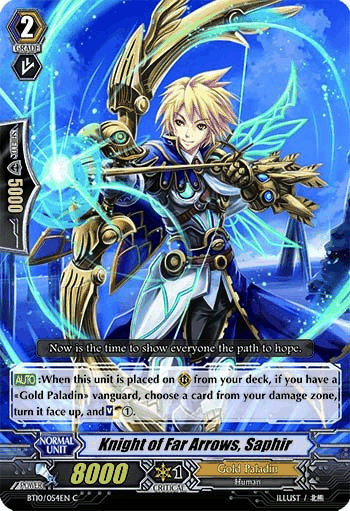 2
GRADE
SHIELD
5000
Now is the time to show everyone the path to hope.
AUTO:When this unit is placed on R from your deck, if you have a
«Gold Paladin» vanguard, choose a card from your damage zone,
turn it face up, and V 1.
NORMAL
UNIT
Knight of Far Arrows, Saphir
POWER
8000
1
CRITICAL
Gold Paladin
Human
BT10/054EN C
ILLUST / 北熊